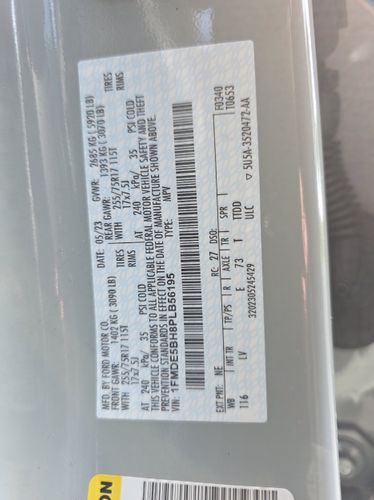 MFD. BY FORD MOTOR CO.
DATE: 05/23 GVWR: 2685 KG ( 5920 LB)
FRONT GAWR: 1402 KG ( 3090 LB) REAR GAWR: 1393 KG ( 3070 LB)
WITH 255/75R17 115T TIRES WITH 255/75R17 115T TIRES
17x7.5J RIMS 17x7.5J RIMS
AT 240 kPa/ 35 PSI COLD AT 240 kPa/ 35 PSI COLD
THIS VEHICLE CONFORMS TO ALL APPLICABLE FEDERAL MOTOR VEHICLE SAFETY AND THEFT
PREVENTION STANDARDS IN EFFECT ON THE DATE OF MANUFACTURE SHOWN ABOVE.
VIN: 1FMDE5BH8PLB56195
TYPE: MPV
F0340
T0653
EXT PNT: NE RC: 27 DSO:
WB INT TR TP/PS R AXLE TR SPR
116 LV E 73 T TTDD
ULC
3202305245429 5U5A-3520472-AA
ON